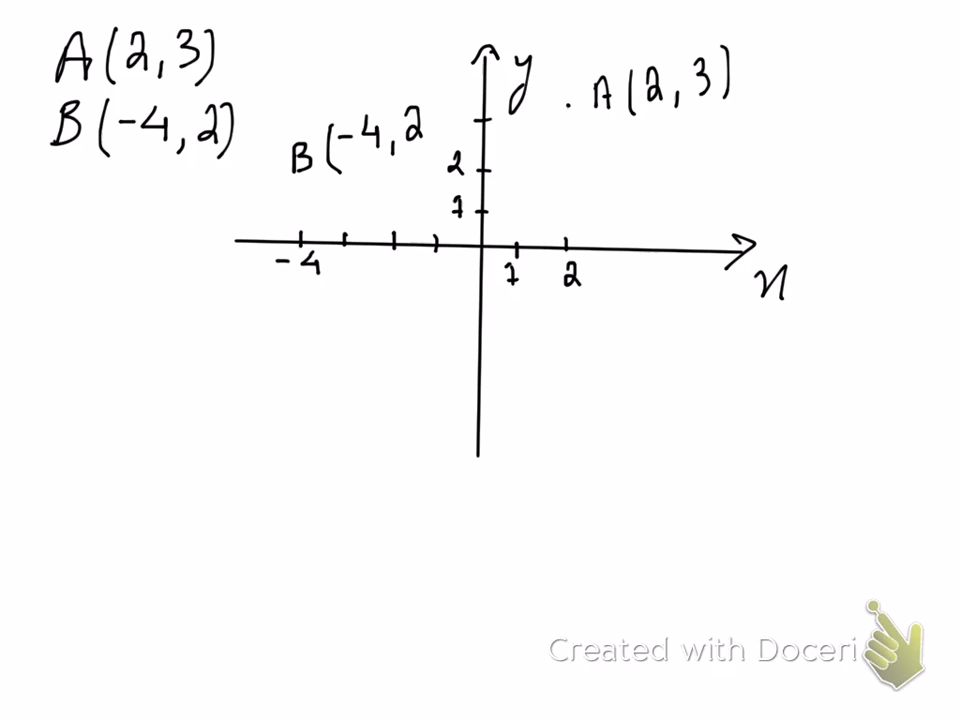 A(2,3)
B(-4,2)
y
. A(2,3)
B(-4,2
2
1
-4
1
2
x
Created with Doceri